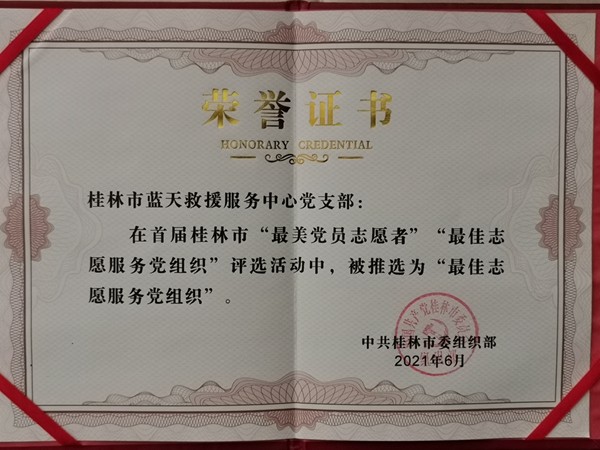 荣誉证书
HONORARY CREDENTIAL
桂林市蓝天救援服务中心党支部：
在首届桂林市“最美党员志愿者”“最佳志
愿服务党组织”评选活动中，被推选为“最佳志
愿服务党组织”。
中共桂林市委组织部
2021年6月